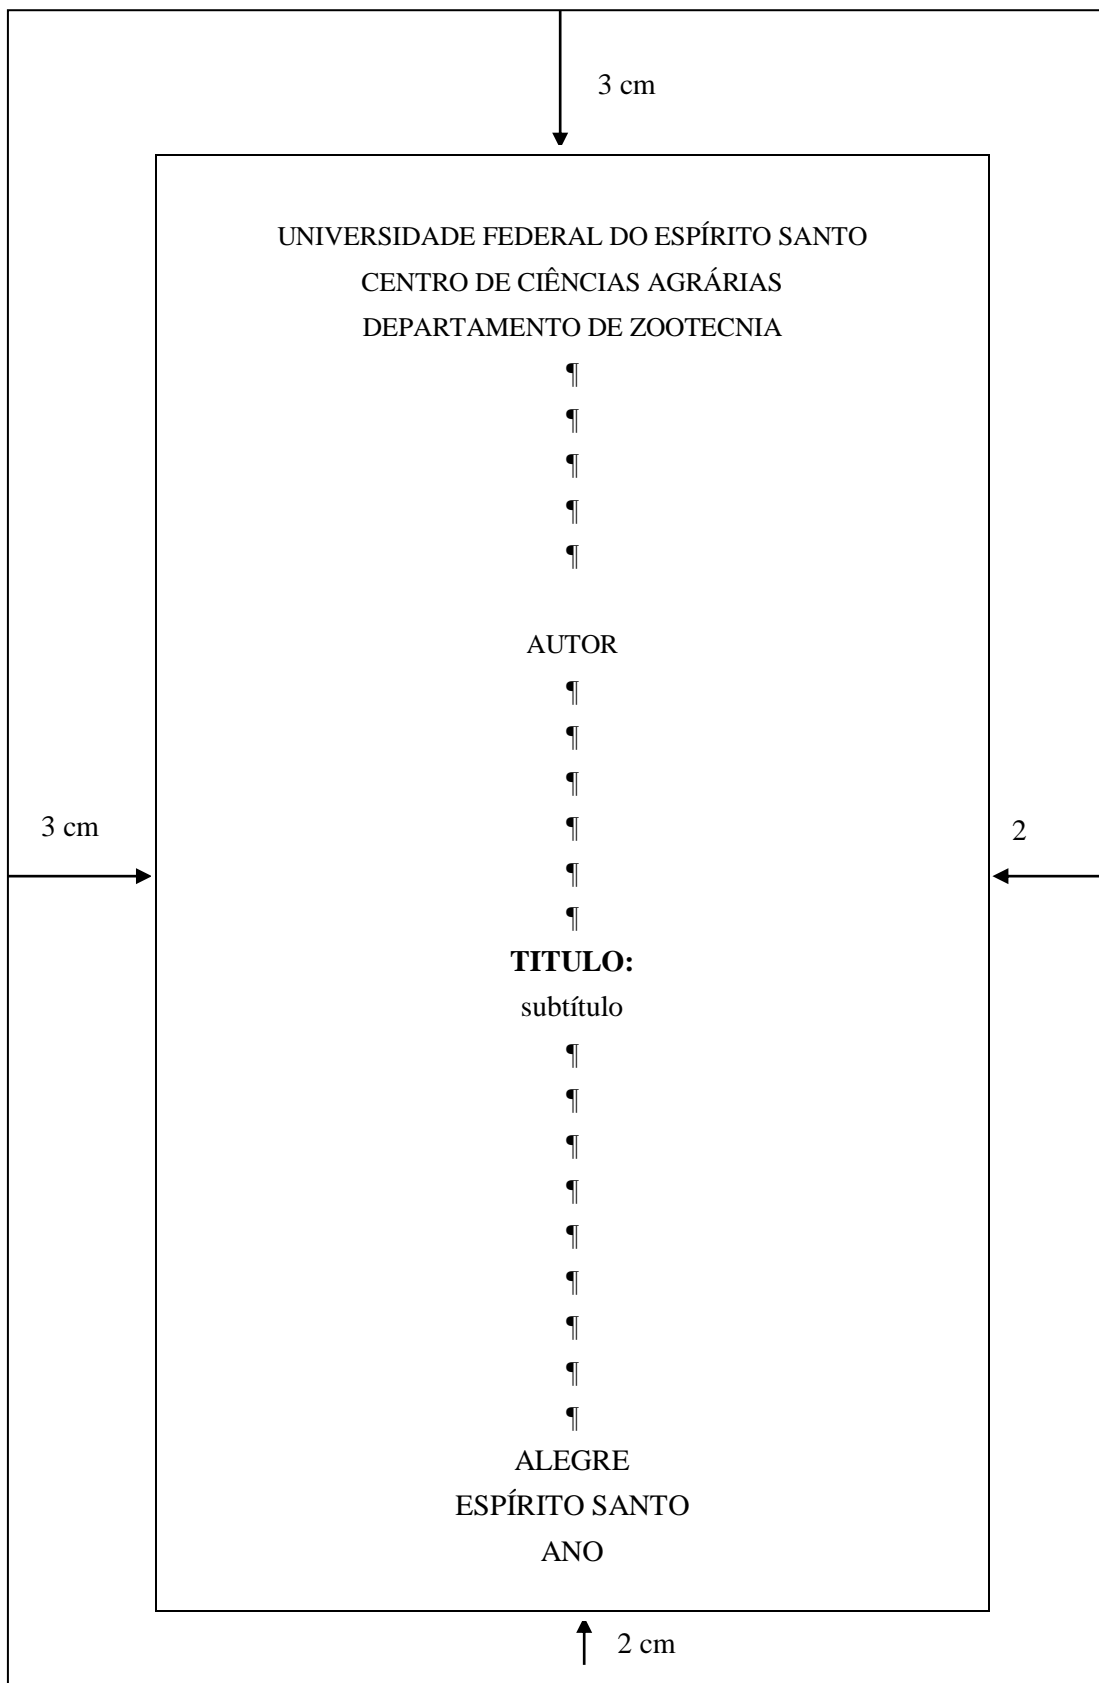 3 cm
UNIVERSIDADE FEDERAL DO ESPÍRITO SANTO
CENTRO DE CIÊNCIAS AGRÁRIAS
DEPARTAMENTO DE ZOOTECNIA
¶
¶
¶
¶
¶
AUTOR
¶
¶
¶
¶
¶
¶
3 cm
2
TITULO:
subtítulo
¶
¶
¶
¶
¶
¶
¶
¶
¶
ALEGRE
ESPÍRITO SANTO
ANO
2 cm